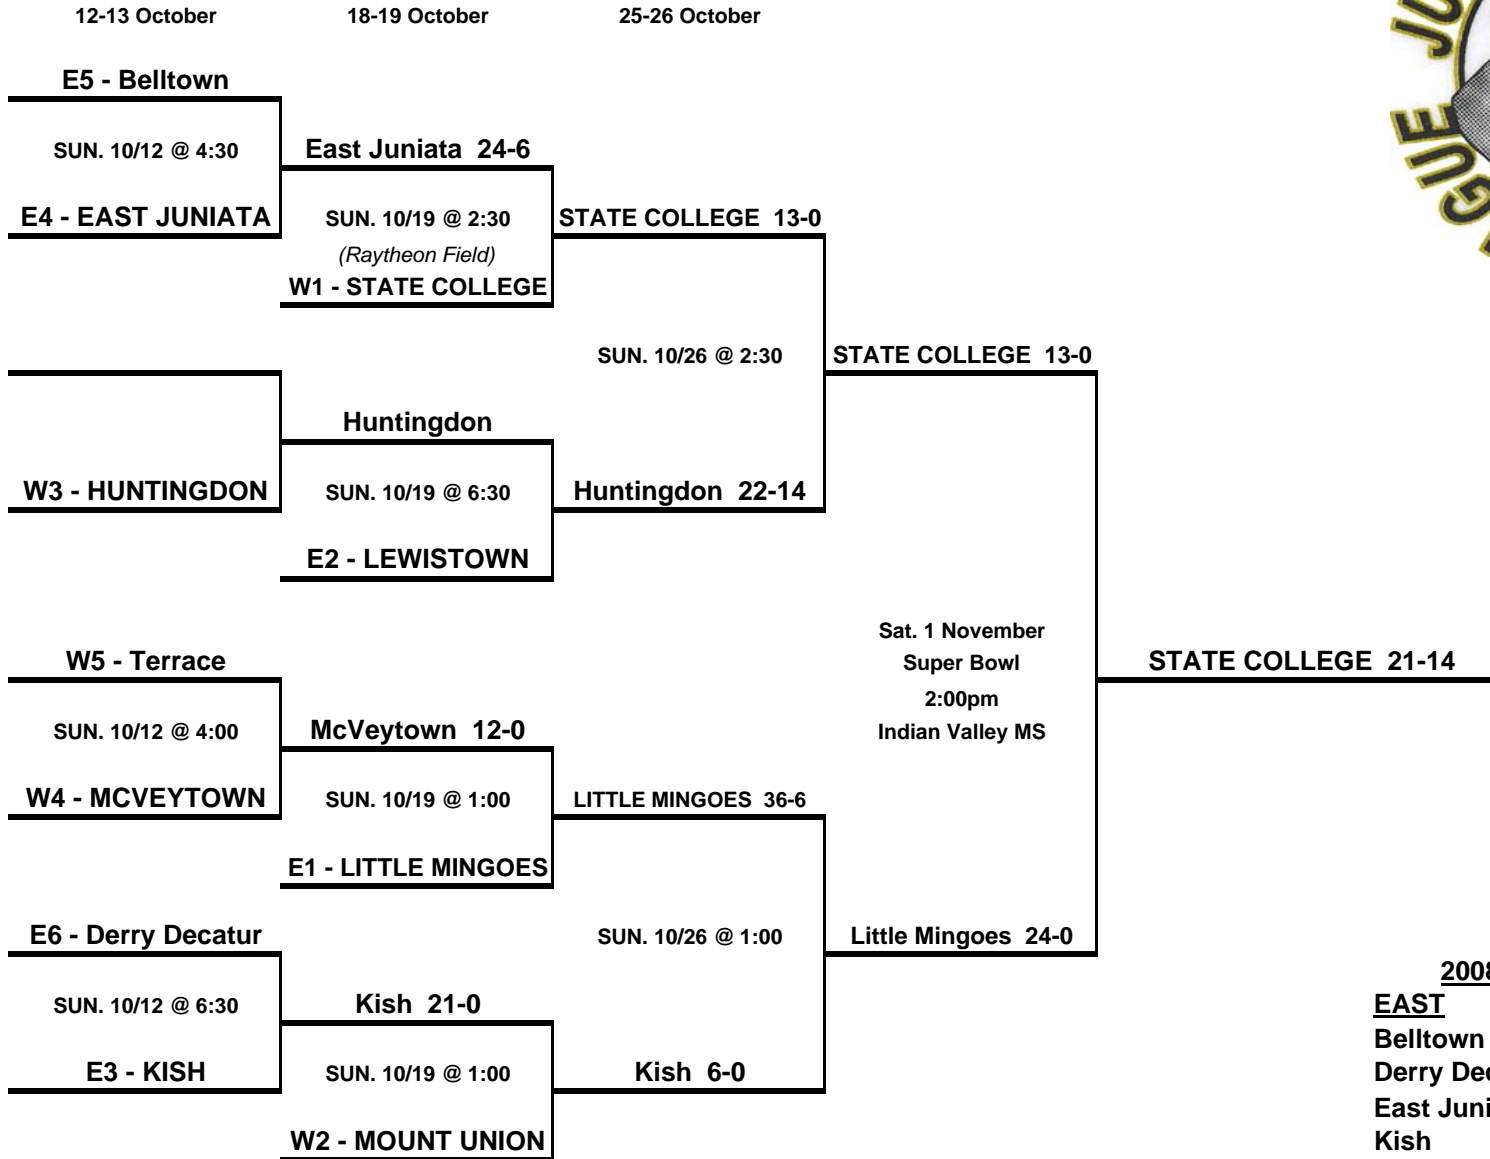 12-13 October 18-19 October 25-26 October
E5 - Belltown
SUN. 10/12 @ 4:30
East Juniata 24-6
E4 - EAST JUNIATA
SUN. 10/19 @ 2:30
STATE COLLEGE 13-0
(Raytheon Field)
W1 - STATE COLLEGE
SUN. 10/26 @ 2:30
STATE COLLEGE 13-0
Huntingdon
W3 - HUNTINGDON
SUN. 10/19 @ 6:30
Huntingdon 22-14
E2 - LEWISTOWN
Sat. 1 November
Super Bowl
2:00pm
Indian Valley MS
W5 - Terrace
STATE COLLEGE 21-14
SUN. 10/12 @ 4:00
McVeytown 12-0
W4 - MCVEYTOWN
SUN. 10/19 @ 1:00
LITTLE MINGOES 36-6
E1 - LITTLE MINGOES
E6 - Derry Decatur
SUN. 10/26 @ 1:00
Little Mingoes 24-0
SUN. 10/12 @ 6:30
Kish 21-0
E3 - KISH
SUN. 10/19 @ 1:00
Kish 6-0
W2 - MOUNT UNION
2008
EAST
Belltown
Derry Dec
East Juni
Kish